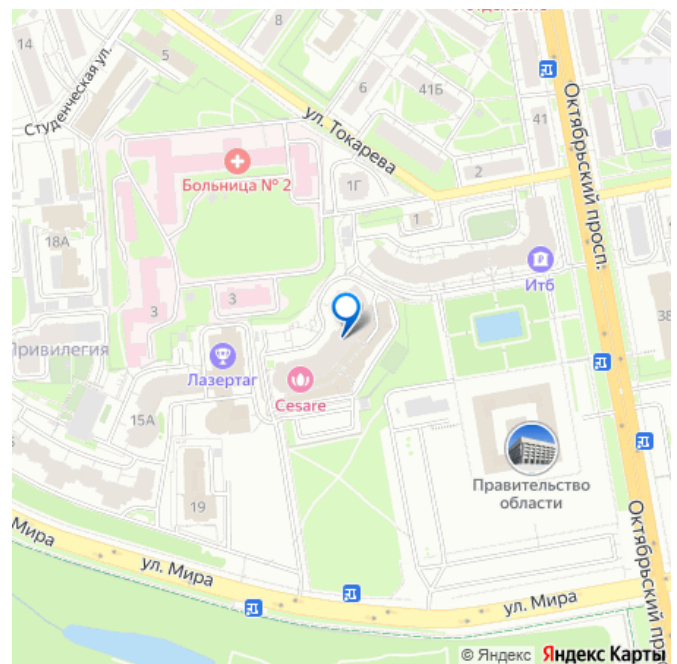 отделение
14
8
5
Студенческая ул.
6
41Б
ул. Токарева
41
Октябрьский просп.
Больница № 2
1Г
2
1
18А
3
3
Итб
38
Привилегия
Лазертаг
Cesare
15А
19
Правительство
области
Мира
ул. Мира
ул. Мира
Октябрьский про
© Яндекс Яндекс Карты